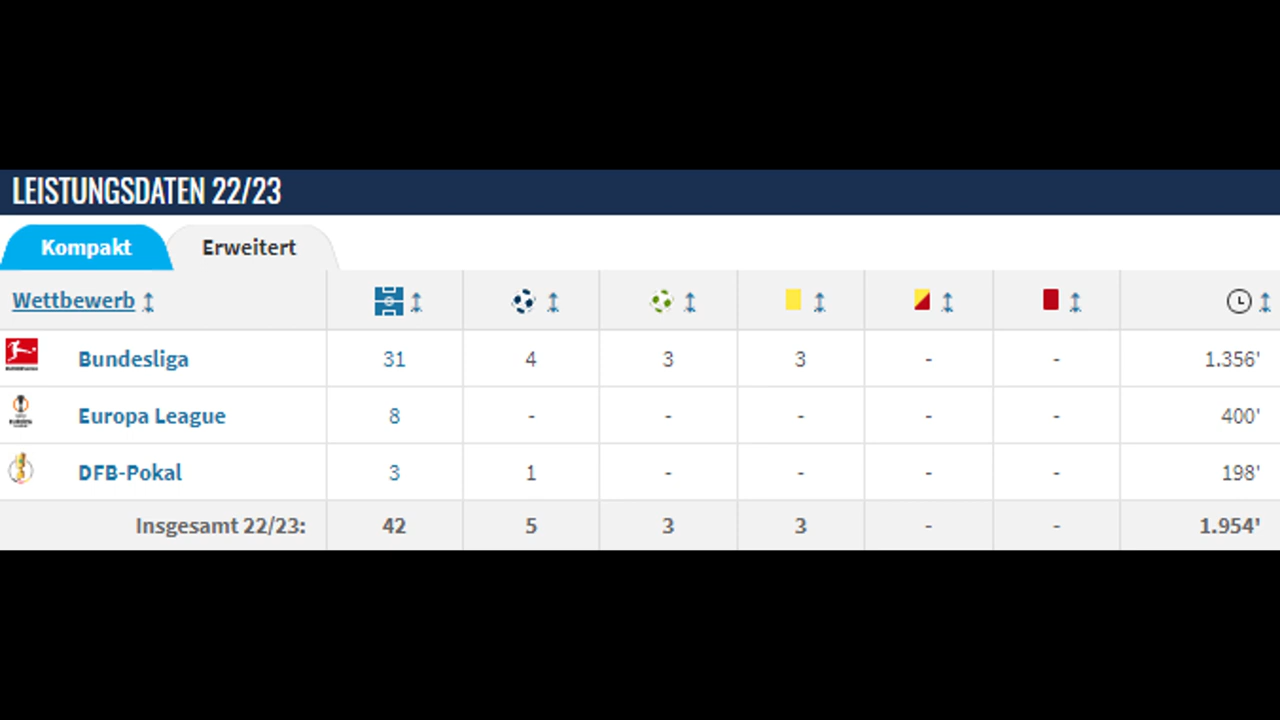 LEISTUNGSDATEN 22/23
Kompakt Erweitert
Wettbewerb
Bundesliga 31 4 3 3 - - 1.356'
Europa League 8 - - - - - 400'
DFB-Pokal 3 1 - - - - 198'
Insgesamt 22/23: 42 5 3 3 - - 1.954'